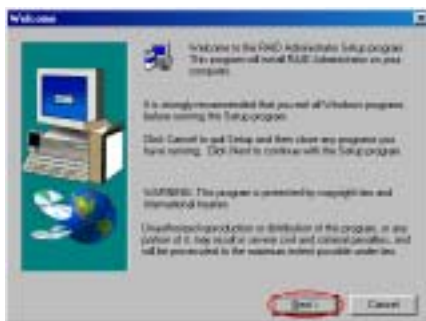 Welcome
Welcome to the RAID Administrator Setup program.
This program will install RAID Administrator on your
computer.
It is strongly recommended that you exit all Windows programs
before running this Setup program.
Click Cancel to quit Setup and then close any programs you
have running. Click Next to continue with the Setup program.
WARNING: This program is protected by copyright law and
international treaties.
Unauthorized reproduction or distribution of this program, or any
portion of it, may result in severe civil and criminal penalties, and
will be prosecuted to the maximum extent possible under law.
Next >
Cancel